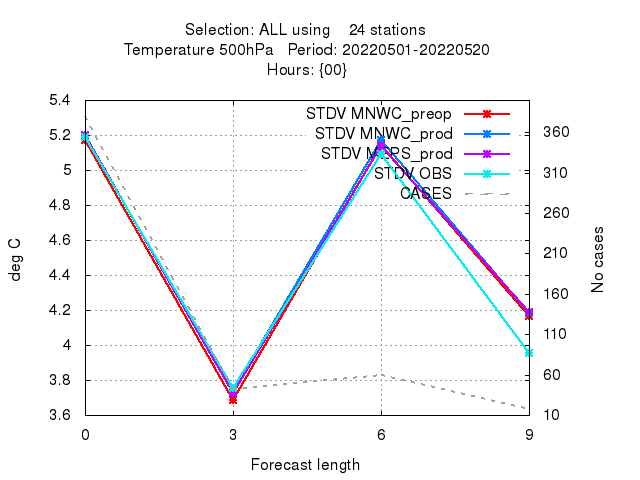 Selection: ALL using 24 stations
Temperature 500hPa Period: 20220501-20220520
Hours: {00}
STDV MNWC_preop
STDV MNWC_prod
STDV MEPS_prod
STDV OBS
CASES
5.4
5.2
5
4.8
4.6
4.4
4.2
4
3.8
3.6
deg C
360
310
260
210
160
110
60
10
No cases
0 3 6 9
Forecast length